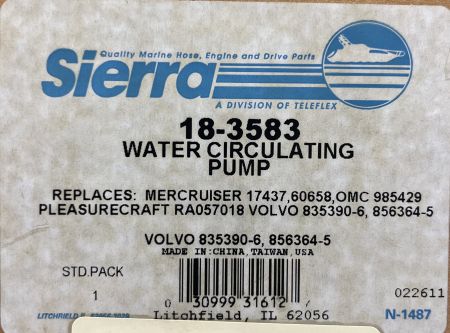 Quality Marine Hose, Engine and Drive Parts
Sierra
A DIVISION OF TELEFLEX
18-3583
WATER CIRCULATING
PUMP
REPLACES: MERCRUISER 17437,60658,OMC 985429
PLEASURECRAFT RA057018 VOLVO 835390-6, 856364-5
VOLVO 835390-6, 856364-5
MADE IN:CHINA,TAIWAN,USA
STD.PACK
1
022611
0 30999 31612 7
LITCHFIELD
Litchfield, IL 62056
N-1487